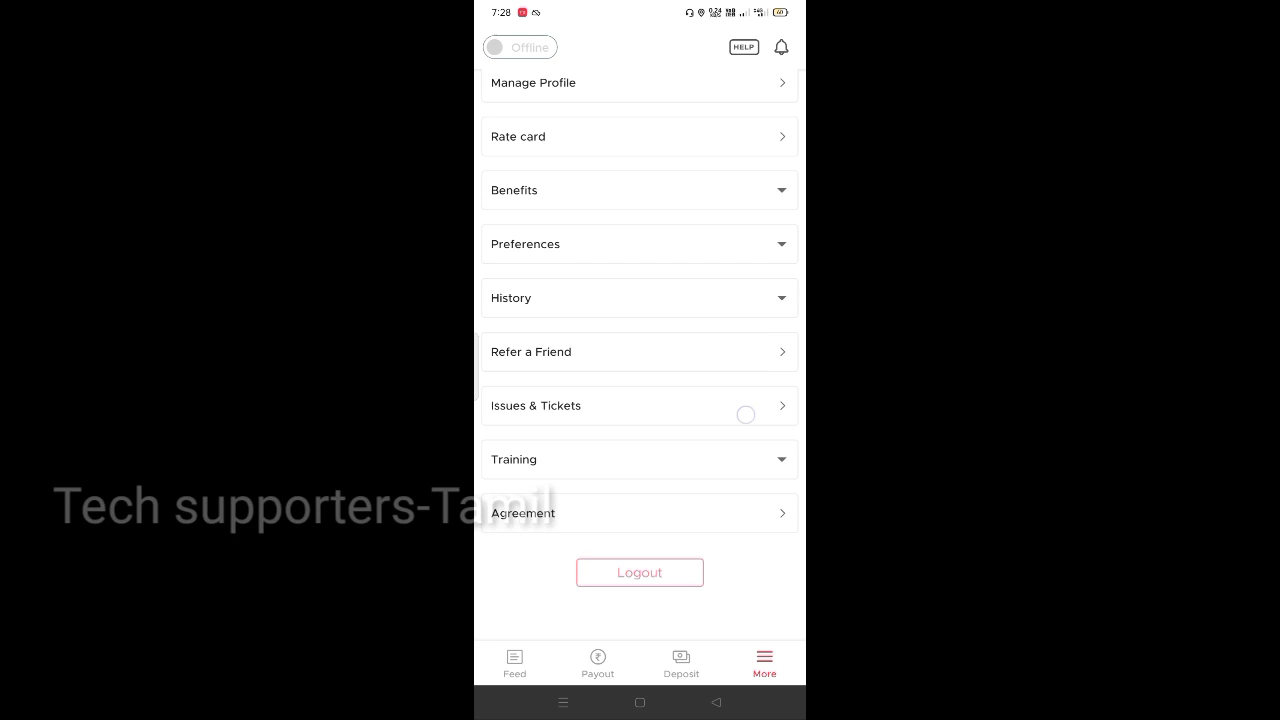 7:28
60
Offline
HELP
Manage Profile
Rate card
Benefits
Preferences
History
Refer a Friend
Issues & Tickets
Training
Tech supporters-Tamil
Agreement
Logout
Feed
Payout
Deposit
More